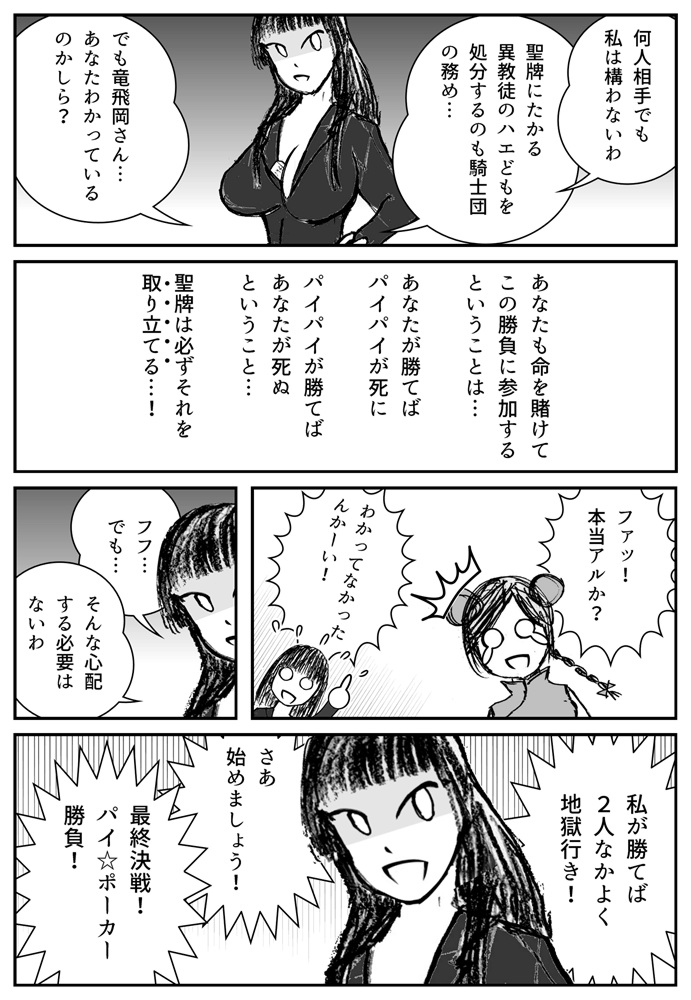 何人相手でも
私は構わないわ
聖牌にたかる
異教徒のハエどもを
処分するのも騎士団
の務め…
でも竜飛岡さん…
あなたわかっている
のかしら？
あなたも命を賭けて
この勝負に参加する
ということは…
あなたが勝てば
パイパイが死に
パイパイが勝てば
あなたが死ぬ
ということ…
聖牌は必ずそれを
取り立てる…！
ファッ！
本当アルか？
わかってなかった
んかーい！
フフ…
でも…
そんな心配
する必要は
ないわ
私が勝てば
２人なかよく
地獄行き！
さあ
始めましょう！
最終決戦！
パイ☆ポーカー
勝負！